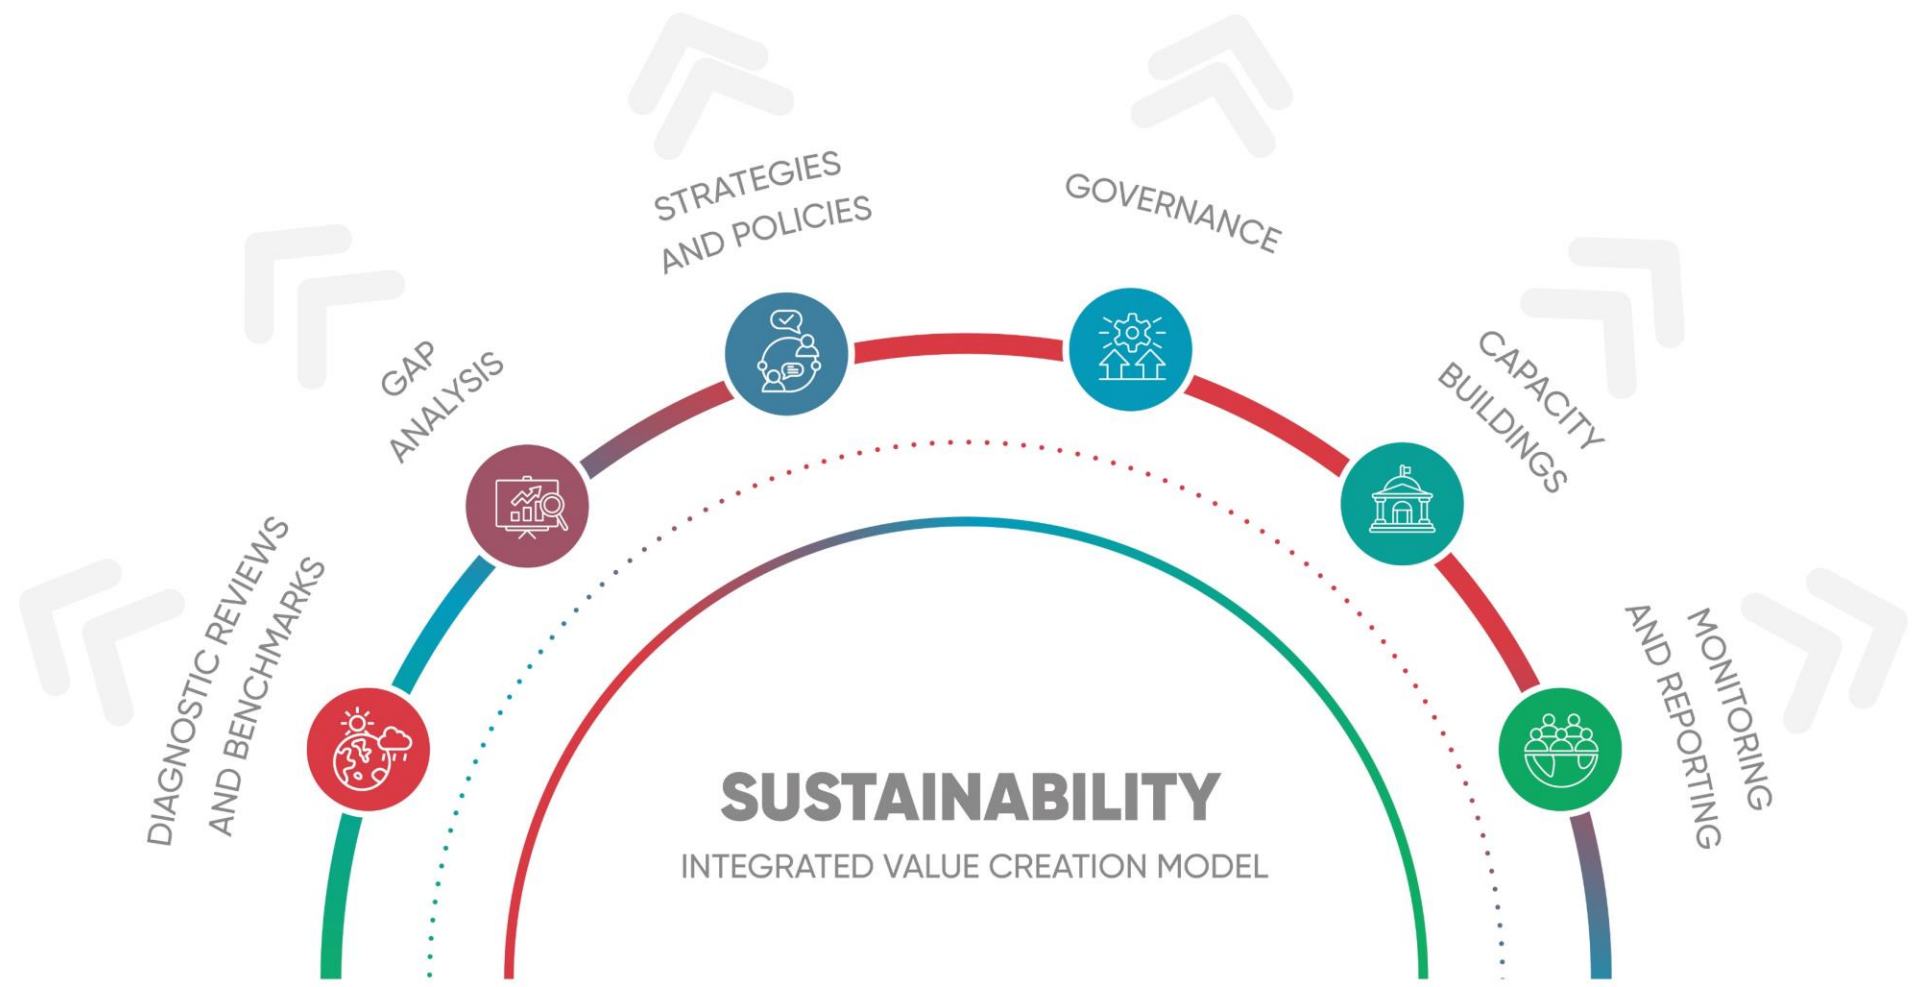 DIAGNOSTIC REVIEWS
AND BENCHMARKS
GAP
ANALYSIS
STRATEGIES
AND POLICIES
GOVERNANCE
CAPACITY
BUILDINGS
MONITORING
AND REPORTING
SUSTAINABILITY
INTEGRATED VALUE CREATION MODEL